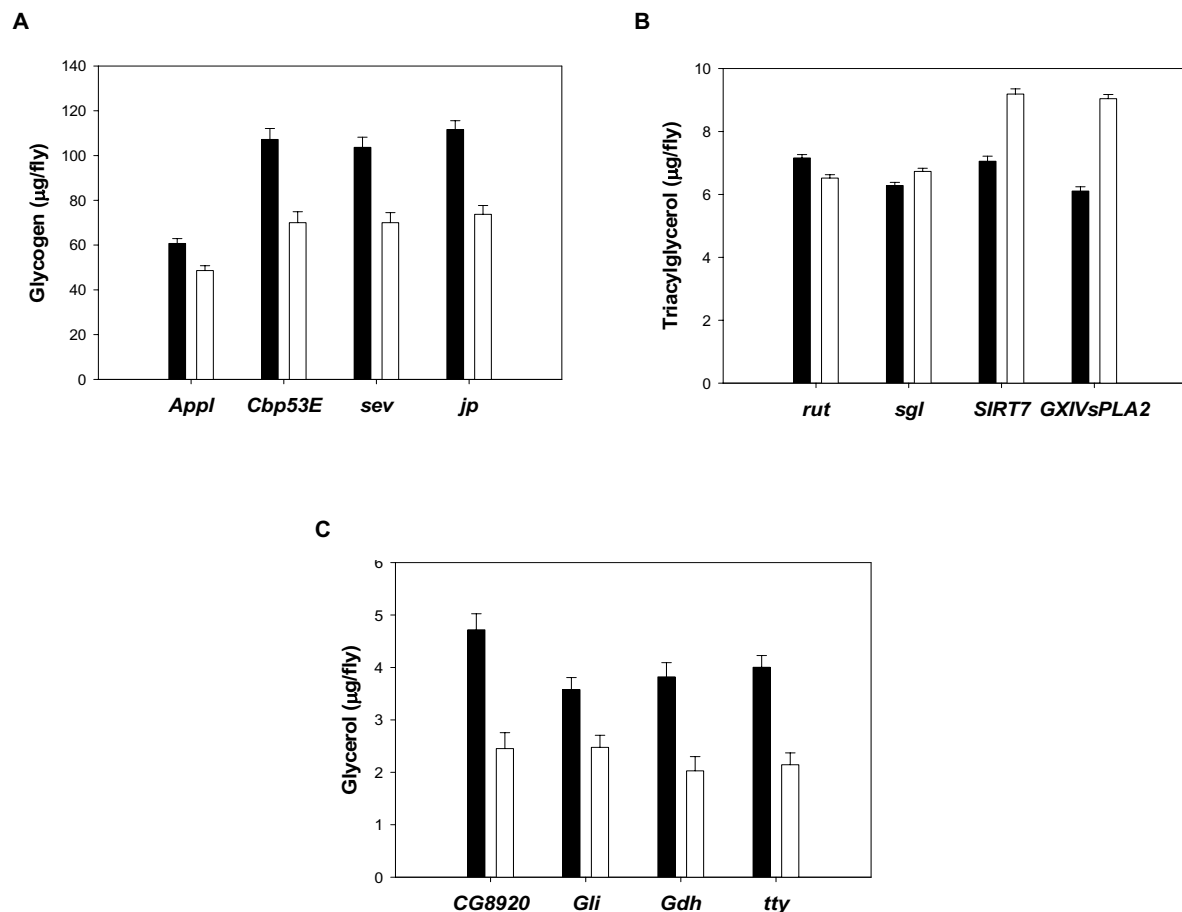 A
Glycogen (µg/fly)
140
120
100
80
60
40
20
0
Appl Cbp53E sev jp
B
Triacylglycerol (µg/fly)
10
8
6
4
2
0
rut sgl SIRT7 GXIVsPLA2
C
Glycerol (µg/fly)
6
5
4
3
2
1
0
CG8920 Gli Gdh tty